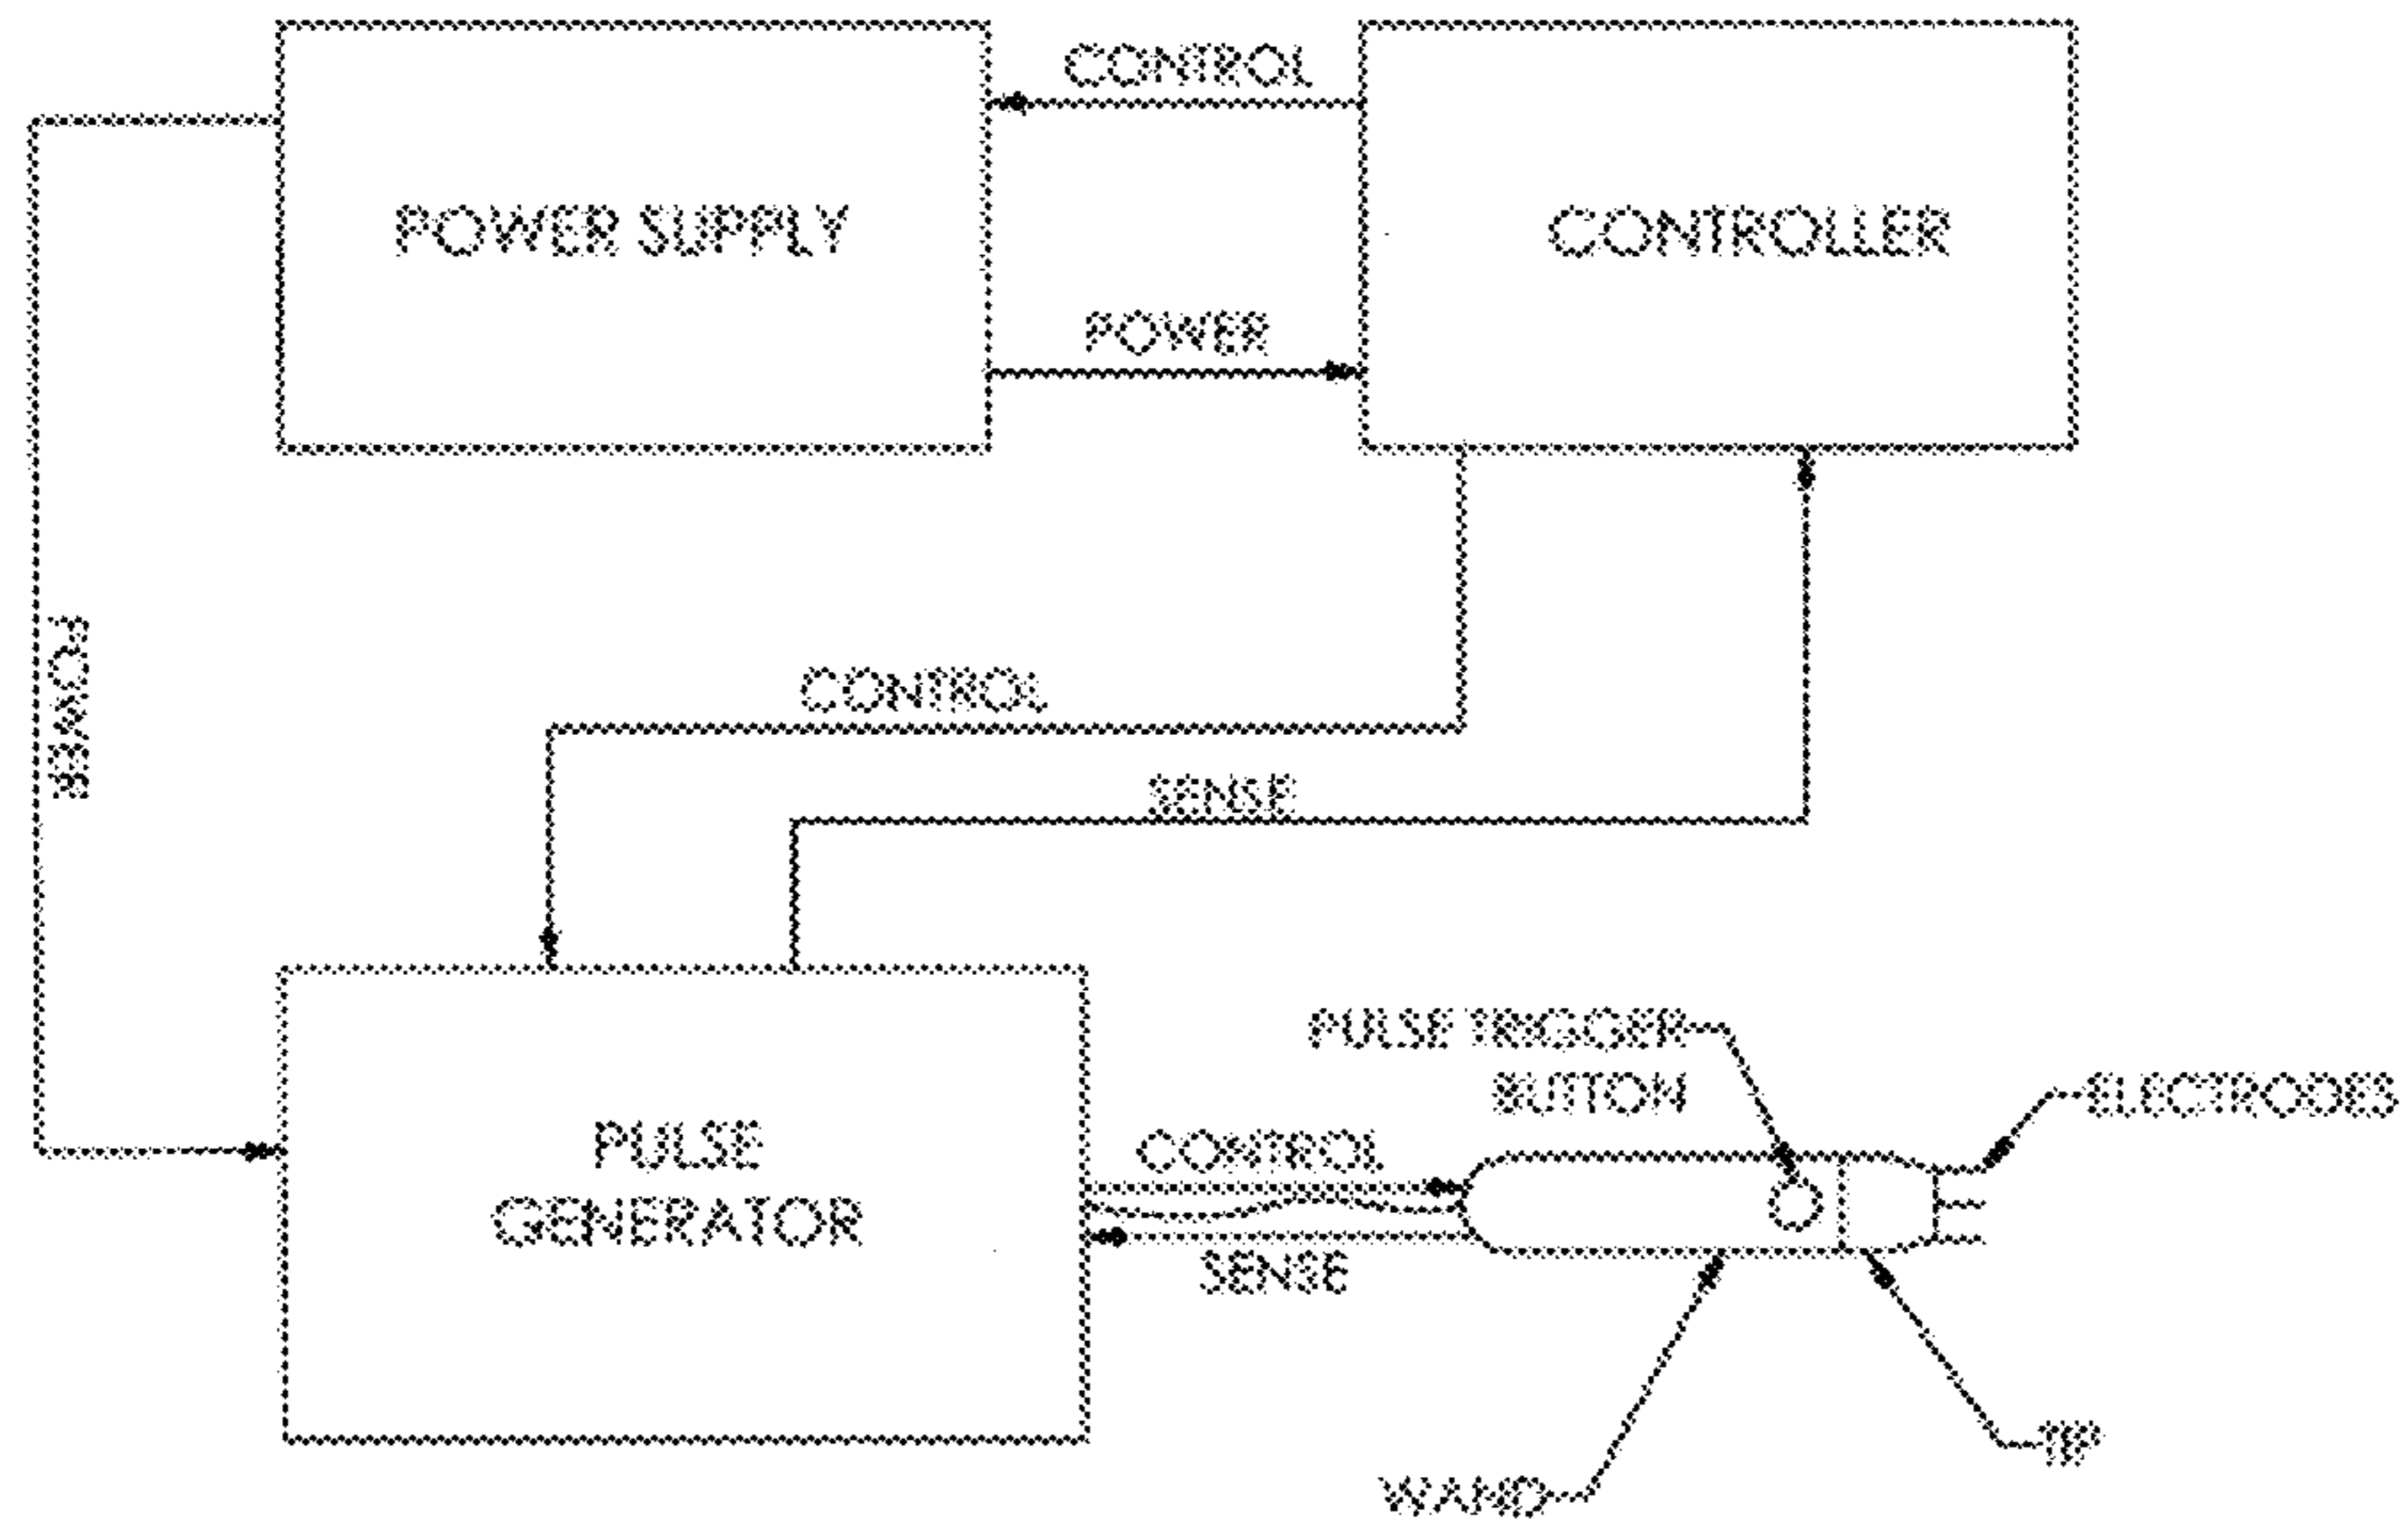 CONTROL
POWER SUPPLY
CONTROLLER
POWER
POWER
CONTROL
SENSE
PULSE TRIGGER
BUTTON
ELECTRODES
PULSE
GENERATOR
CONTROL
SENSE
TIP
WAND